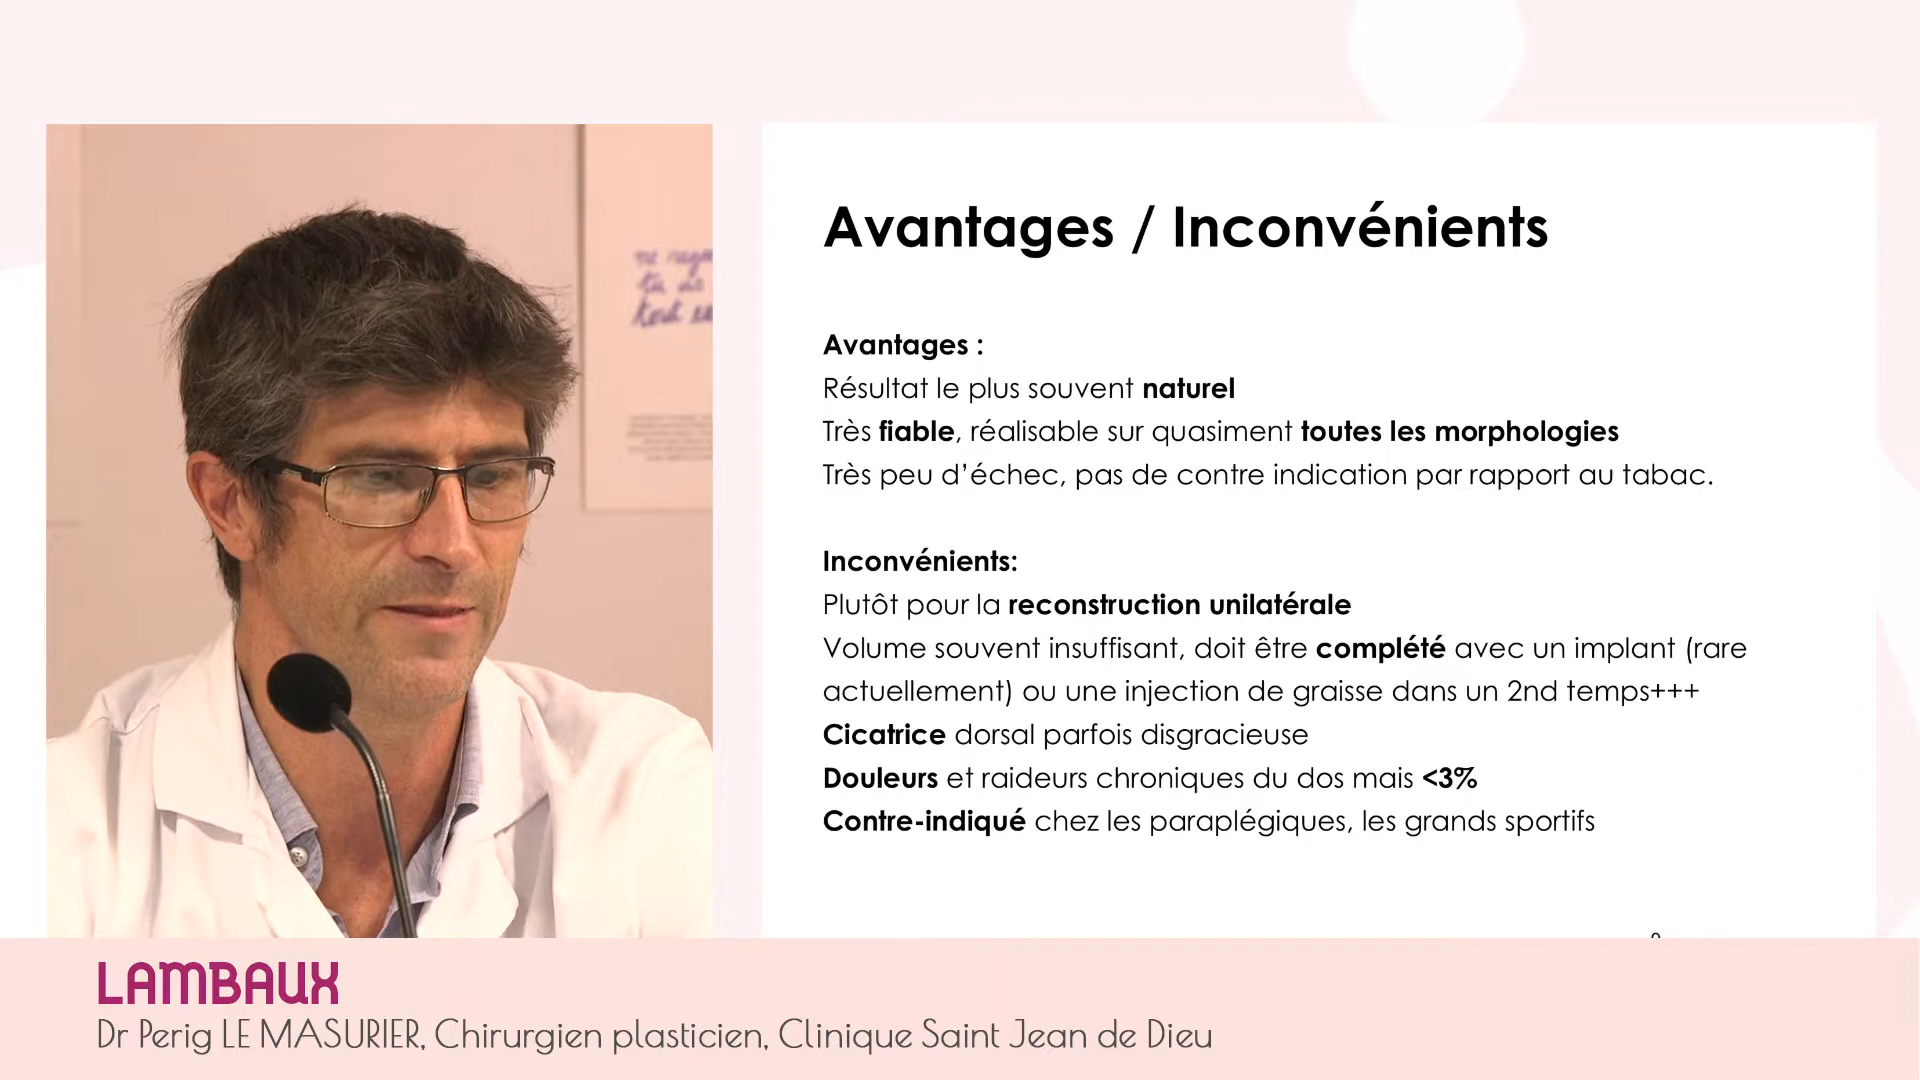 Avantages / Inconvénients
Avantages :
Résultat le plus souvent naturel
Très fiable, réalisable sur quasiment toutes les morphologies
Très peu d’échec, pas de contre indication par rapport au tabac.
Inconvénients:
Plutôt pour la reconstruction unilatérale
Volume souvent insuffisant, doit être complété avec un implant (rare
actuellement) ou une injection de graisse dans un 2nd temps+++
Cicatrice dorsal parfois disgracieuse
Douleurs et raideurs chroniques du dos mais <3%
Contre-indiqué chez les paraplégiques, les grands sportifs
ne
tu as
LAMBAUX
Dr Perig LE MASURIER, Chirurgien plasticien, Clinique Saint Jean de Dieu